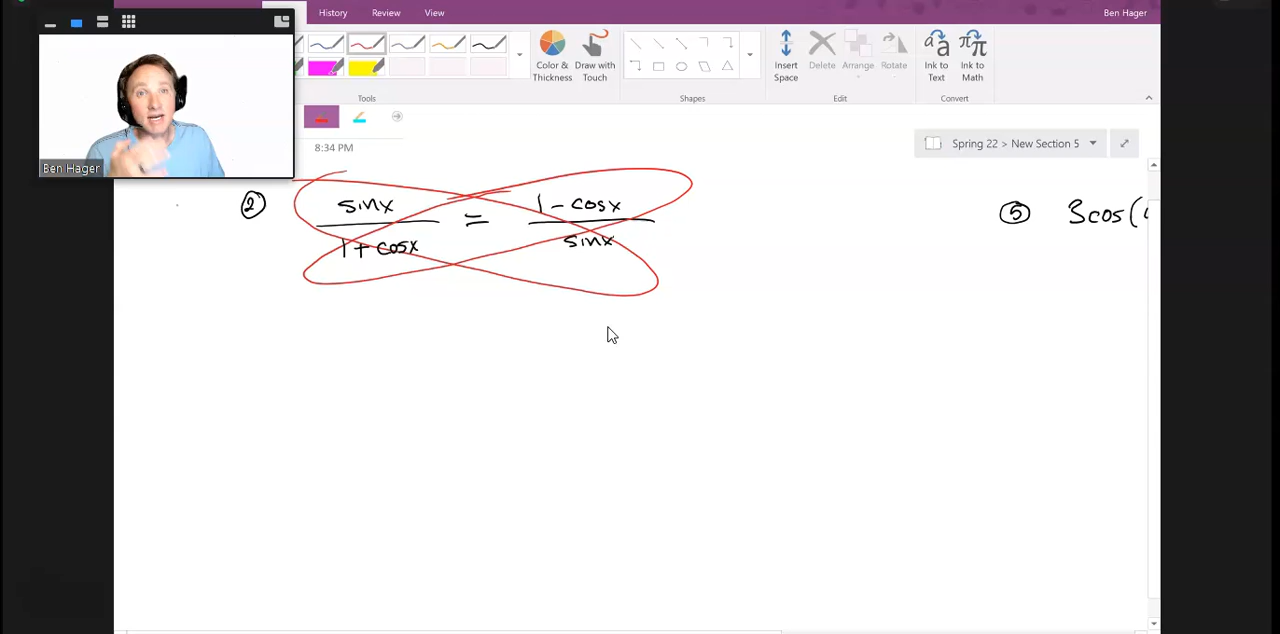 History Review View Ben Hager
Color & Thickness
Draw with Touch
Insert Space
Delete
Arrange
Rotate
Ink to Text
Ink to Math
Tools
Shapes
Edit
Convert
8:34 PM
Spring 22 > New Section 5
Ben Hager
② sinx / 1 + cosx = 1 - cosx / sinx
⑤ 3cos(